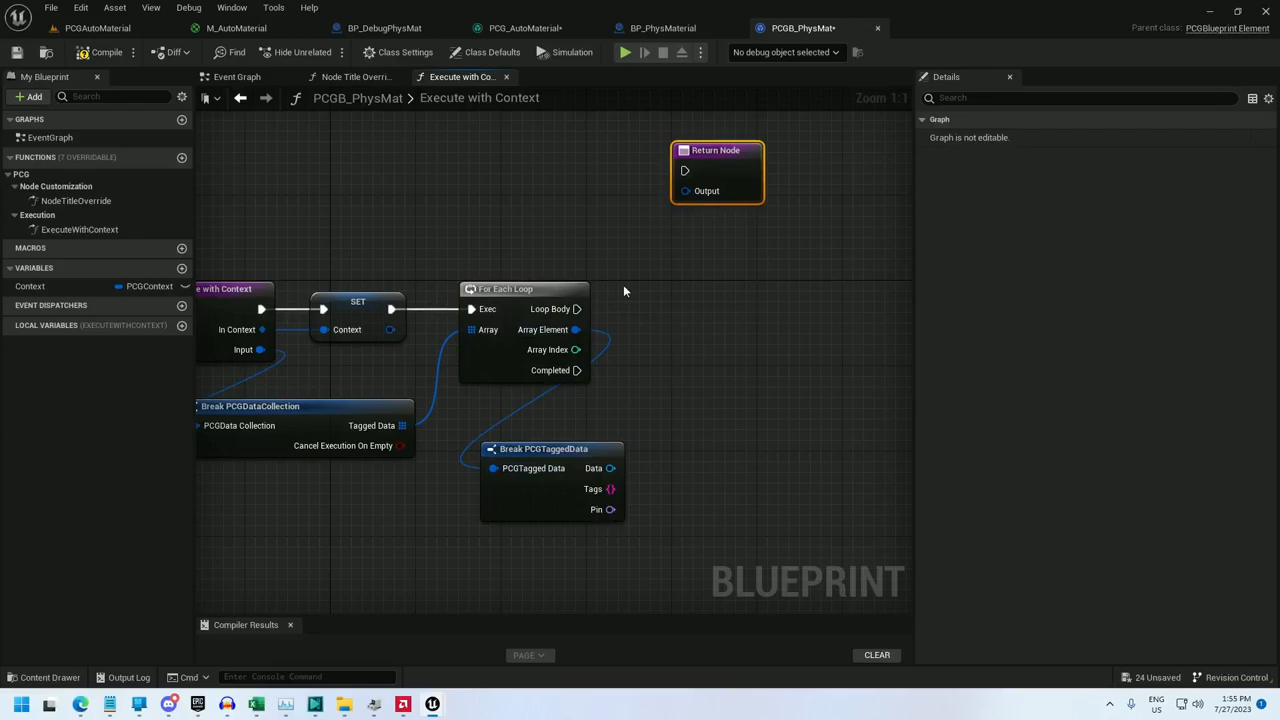 File Edit Asset View Debug Window Tools Help
PCGAutoMaterial
M_AutoMaterial
BP_DebugPhysMat
PCG_AutoMaterial*
BP_PhysMaterial
PCGB_PhysMat*
Parent class: PCGBlueprint Element
Compile
Diff
Find
Hide Unrelated
Class Settings
Class Defaults
Simulation
No debug object selected
My Blueprint
Event Graph
Node Title Overri...
Execute with Co...
Details
Add
Search
PCGB_PhysMat
Execute with Context
Zoom 1:1
Search
GRAPHS
EventGraph
FUNCTIONS (7 OVERRIDABLE)
PCG
Node Customization
NodeTitleOverride
Execution
ExecuteWithContext
MACROS
VARIABLES
Context
PCGContext
EVENT DISPATCHERS
LOCAL VARIABLES (EXECUTEWITHCONTEXT)
Graph
Graph is not editable.
Return Node
Output
e with Context
In Context
Input
SET
Context
For Each Loop
Exec
Loop Body
Array
Array Element
Array Index
Completed
Break PCGDataCollection
PCGData Collection
Tagged Data
Cancel Execution On Empty
Break PCGTaggedData
PCGTagged Data
Data
Tags
Pin
BLUEPRINT
Compiler Results
PAGE
CLEAR
Content Drawer
Output Log
Cmd
Enter Console Command
24 Unsaved
Revision Control
ENG
US
1:55 PM
7/27/2023